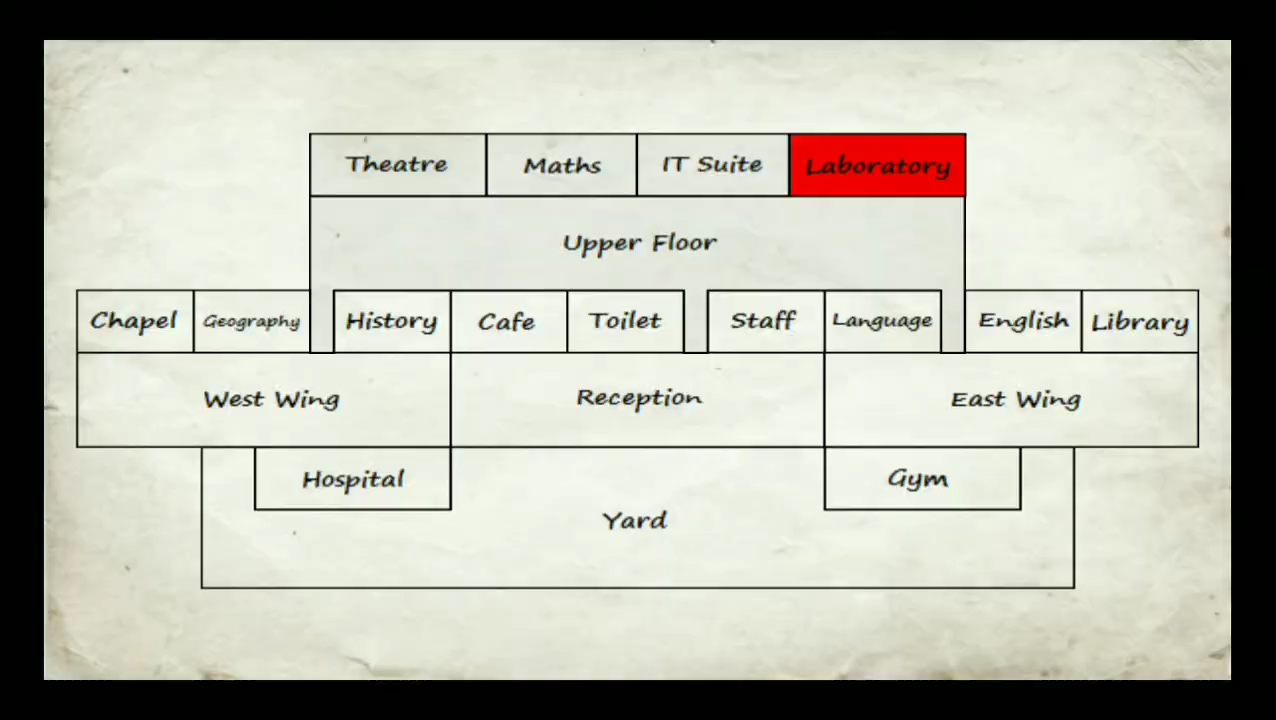 Theatre Maths IT Suite Laboratory
Upper Floor
Chapel Geography History Cafe Toilet Staff Language English Library
West Wing Reception East Wing
Hospital Gym
Yard